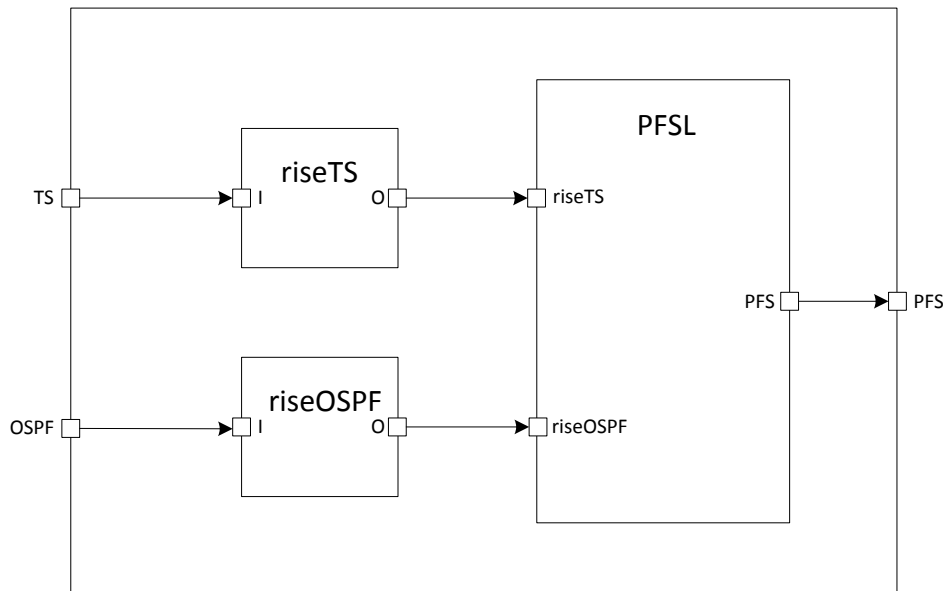 PFSL
riseTS
TS
I
O
riseTS
PFS
PFS
riseOSPF
OSPF
I
O
riseOSPF